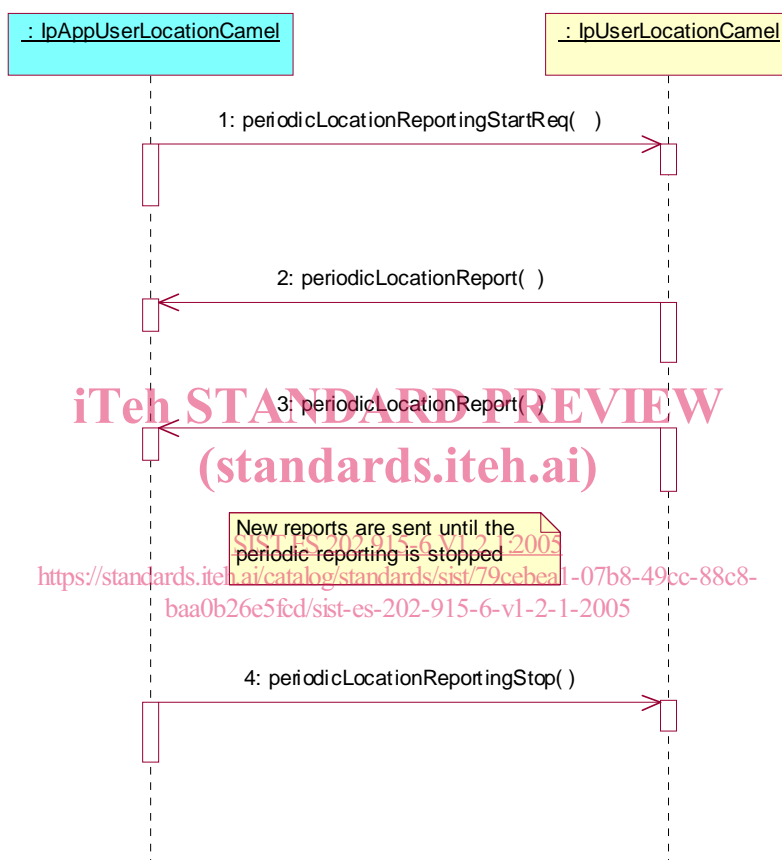 : IpAppUserLocationCamel
: IpUserLocationCamel
1: periodicLocationReportingStartReq( )
2: periodicLocationReport( )
iTeh STANDARD PREVIEW
3: periodicLocationReport( )
(standards.iteh.ai)
New reports are sent until the
SIST ES 202 915-6 V1.2.1:2005
periodic reporting is stopped
https://standards.iteh.ai/catalog/standards/sist/79cebea1-07b8-49cc-88c8-
baa0b26e5fcd/sist-es-202-915-6-v1-2-1-2005
4: periodicLocationReportingStop( )